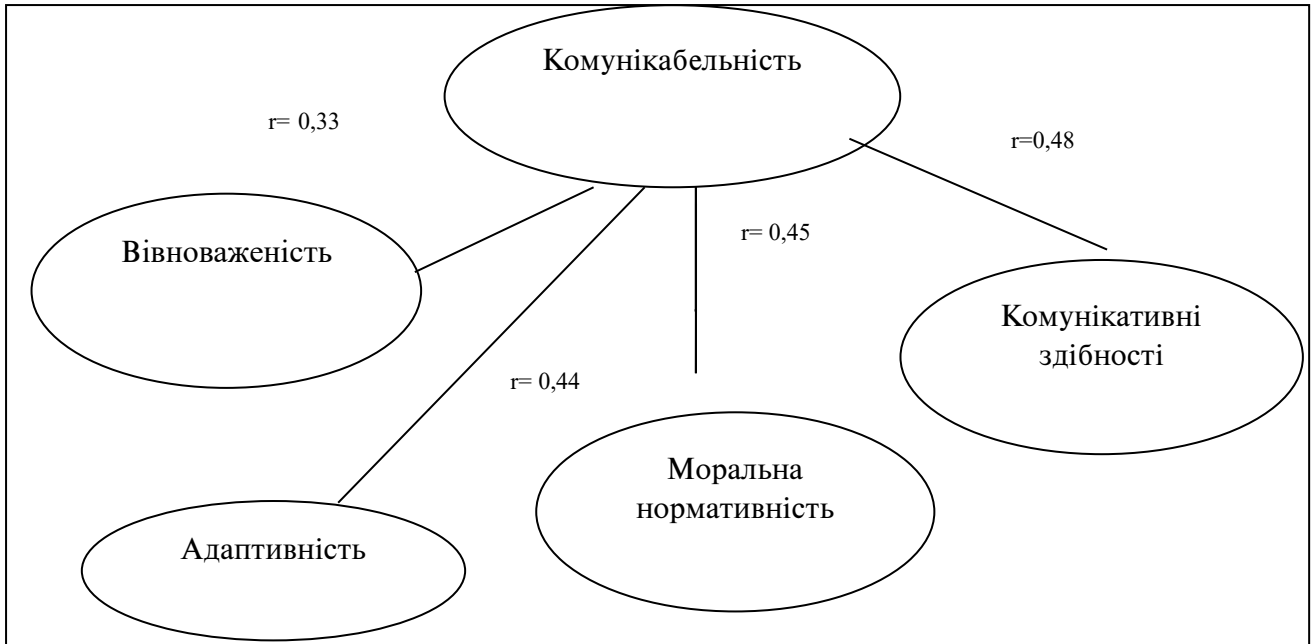 Комунікабельність
r= 0,33
r=0,48
r= 0,45
Вівноваженість
Комунікативні
здібності
r= 0,44
Моральна
нормативність
Адаптивність